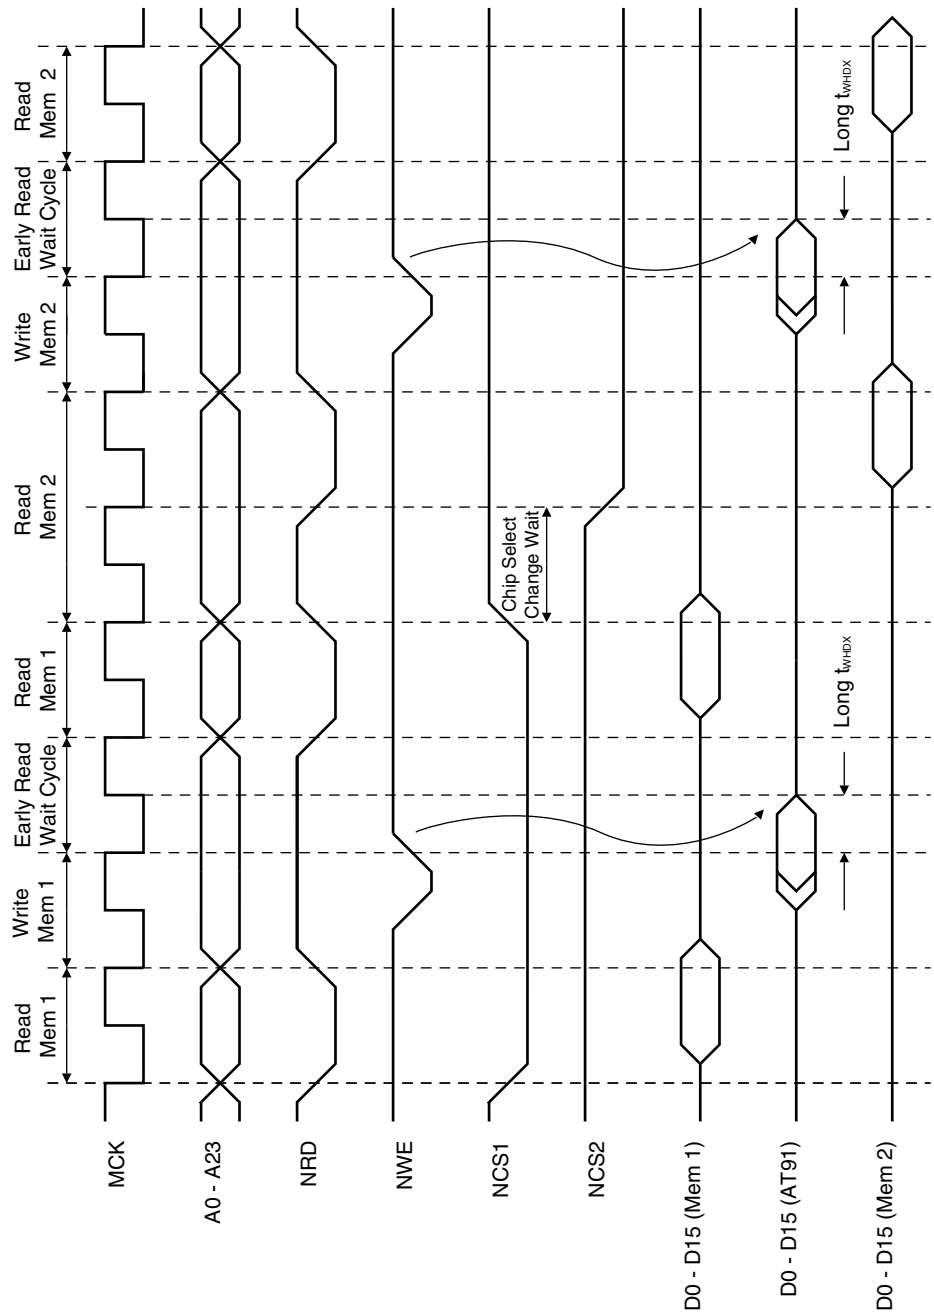 Read
Mem 1
Write
Mem 1
Early Read
Wait Cycle
Read
Mem 1
Read
Mem 2
Write
Mem 2
Early Read
Wait Cycle
Read
Mem 2
MCK
A0 - A23
NRD
NWE
NCS1
Chip Select
Change Wait
NCS2
D0 - D15 (Mem 1)
D0 - D15 (AT91)
Long tWHDX
Long tWHDX
D0 - D15 (Mem 2)